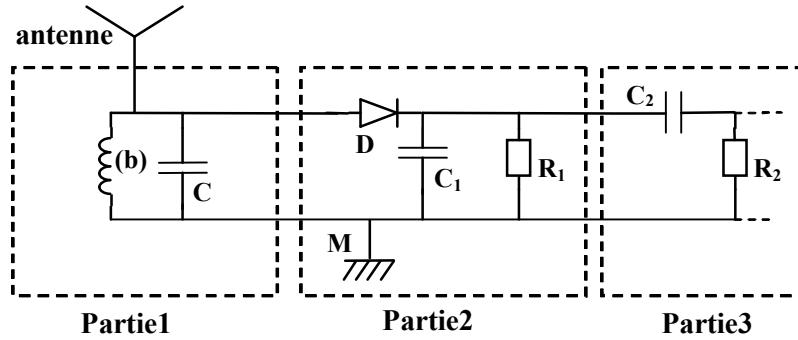 antenne
(b)
C
D
C₁
R₁
M
C₂
R₂
Partie1
Partie2
Partie3